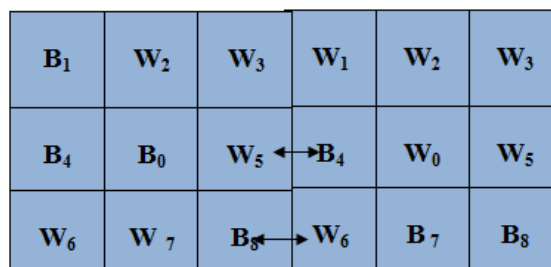 B₁ W₂ W₃ W₁ W₂ W₃
B₄ B₀ W₅ B₄ W₀ W₅
W₆ W ₇ B₈ W₆ B ₇ B₈